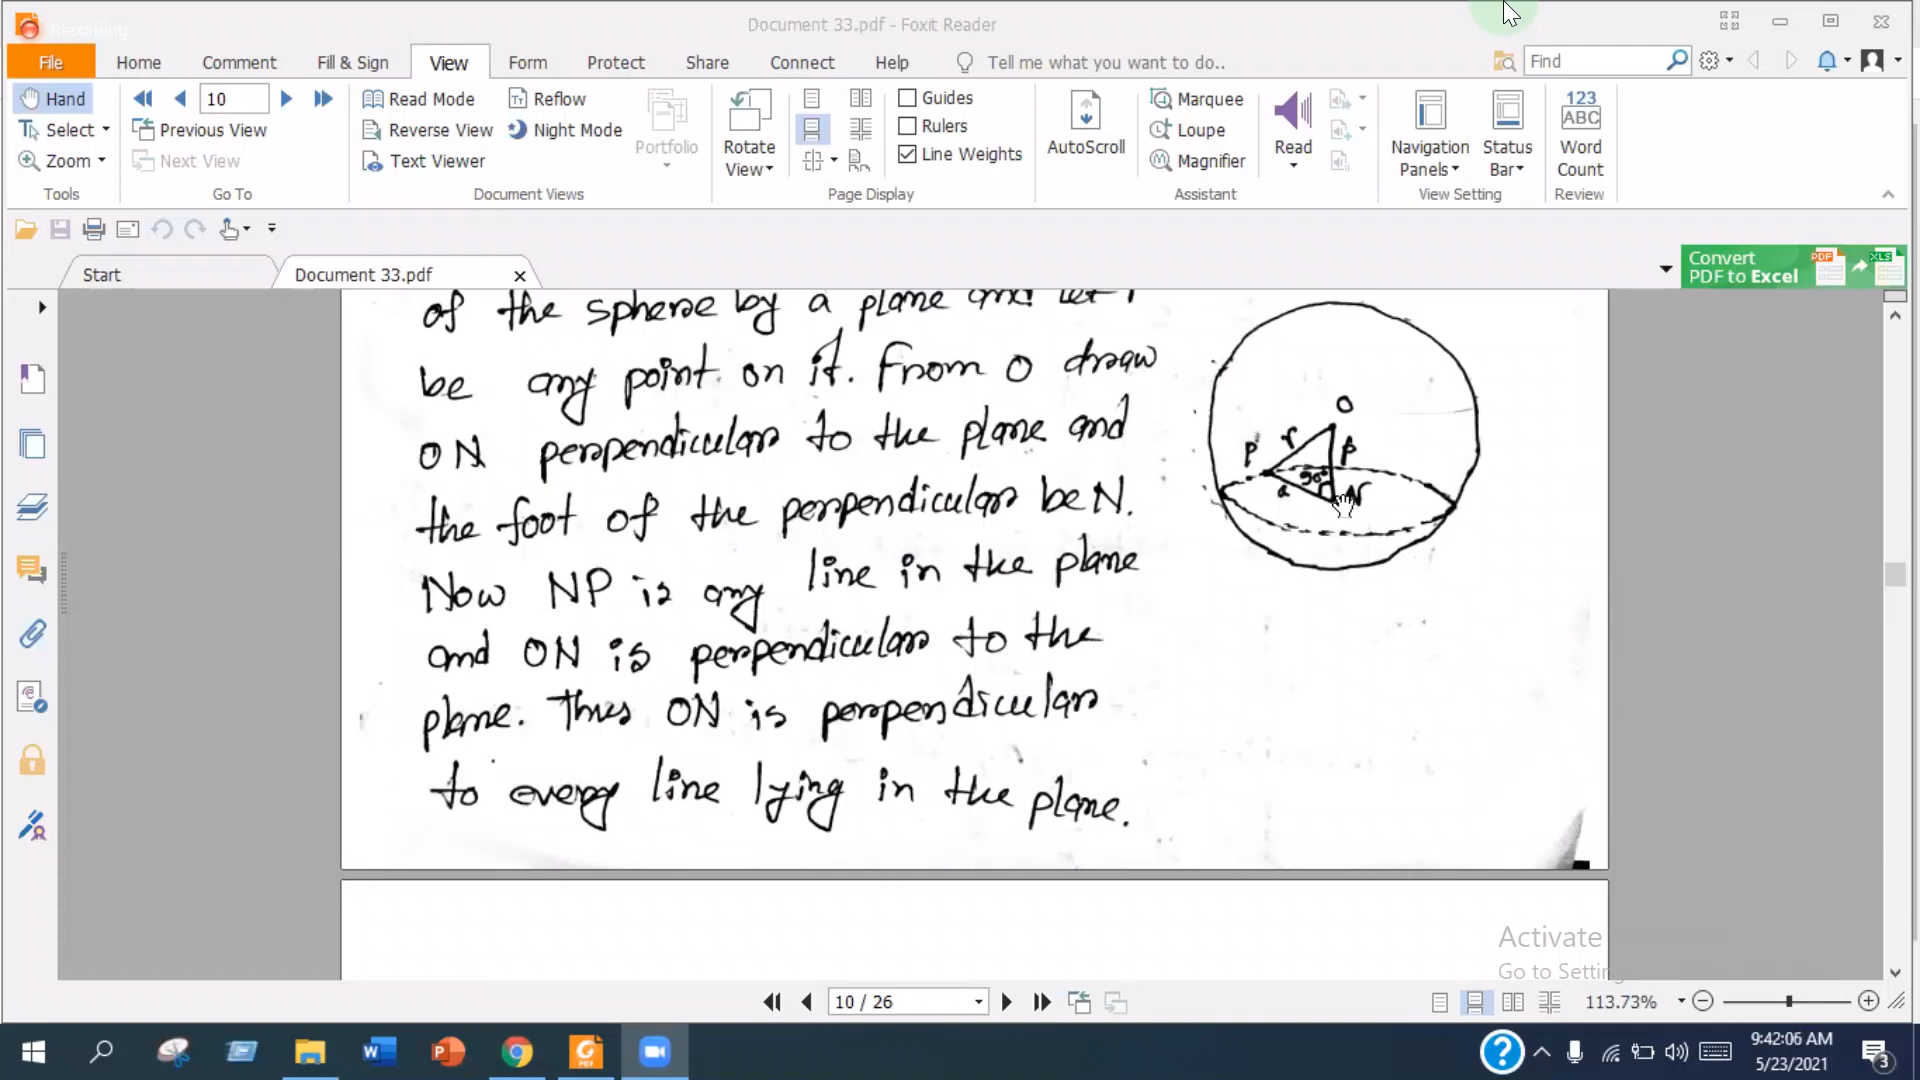 Recording
Document 33.pdf - Foxit Reader
File Home Comment Fill & Sign View Form Protect Share Connect Help Tell me what you want to do.. Find
Hand 10 Read Mode Reflow Guides Marquee 123
Select Previous View Reverse View Night Mode Portfolio Rotate View Rulers AutoScroll Loupe Read Navigation Panels Status Bar ABC Word Count
Zoom Next View Text Viewer Line Weights Magnifier
Tools Go To Document Views Page Display Assistant View Setting Review
Start Document 33.pdf
Convert PDF to Excel PDF XLS
of the sphere by a plane and let P
be any point on it. From O draw
ON perpendicular to the plane and
the foot of the perpendicular be N.
Now NP is any line in the plane
and ON is perpendicular to the
plane. Thus ON is perpendicular
to every line lying in the plane.
O
P r p
90°
a N
Activate
Go to Settin
10 / 26 113.73%
9:42:06 AM
5/23/2021
3